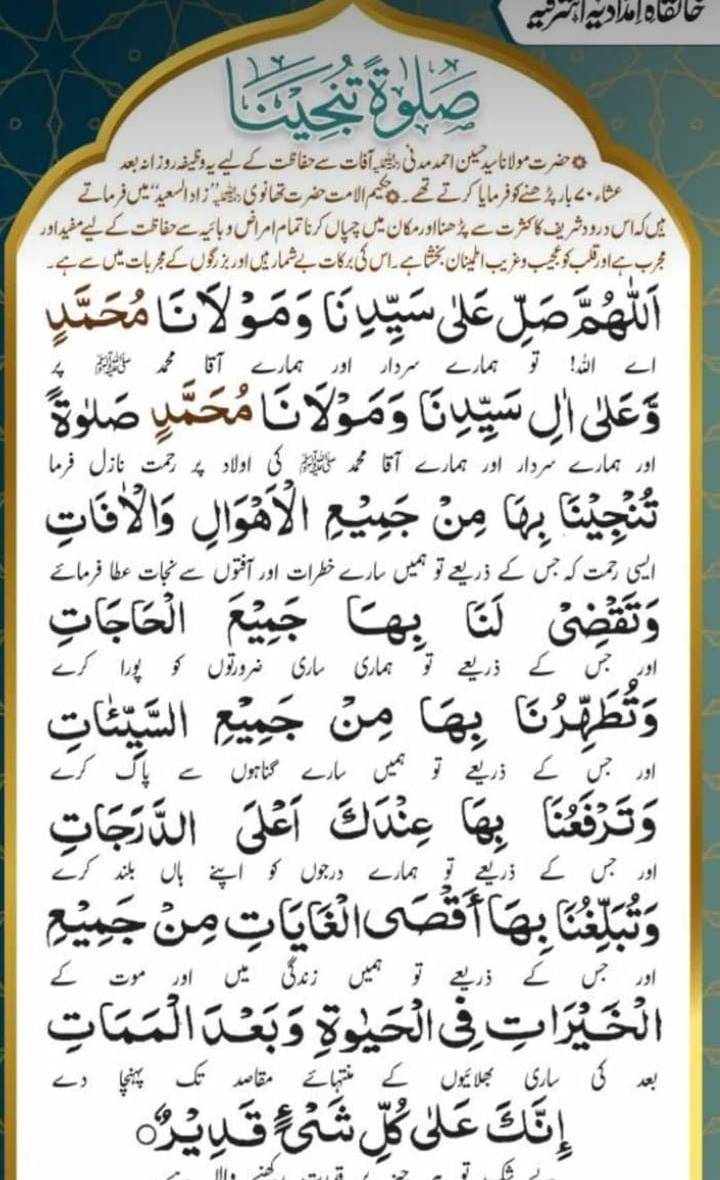 خانقاہ امدادیہ اشرفیہ
صَلٰوۃً تُنْجِیْنَا
حضرت مولانا سید حسین احمد مدنی رحمۃ اللہ علیہ آفات سے حفاظت کے لیے یہ وظیفہ روزانہ بعد
عشاء ۷۰ بار پڑھنے کو فرمایا کرتے تھے۔ حکیم الامت حضرت تھانوی رحمۃ اللہ علیہ ”زاد السعید“ میں فرماتے
ہیں کہ اس درود شریف کا کثرت سے پڑھنا اور مکان میں چسپاں کرنا تمام امراض وبائیہ سے حفاظت کے لیے مفید اور
مجرب ہے اور قلب کو عجیب و غریب اطمینان بخشتا ہے۔ اس کی برکات بے شمار ہیں اور بزرگوں کے مجربات میں سے ہے۔
اَللّٰهُمَّ صَلِّ عَلٰی سَیِّدِنَا وَمَوْلَانَا مُحَمَّدٍ
اے اللہ! تو ہمارے سردار اور ہمارے آقا محمد ﷺ پر
وَّعَلٰی اٰلِ سَیِّدِنَا وَمَوْلَانَا مُحَمَّدٍ صَلٰوةً
اور ہمارے سردار اور ہمارے آقا محمد ﷺ کی اولاد پر رحمت نازل فرما
تُنْجِیْنَا بِهَا مِنْ جَمِیْعِ الْاَهْوَالِ وَالْاٰفَاتِ
ایسی رحمت کہ جس کے ذریعے تو ہمیں سارے خطرات اور آفتوں سے نجات عطا فرمائے
وَتَقْضِیْ لَنَا بِهَا جَمِیْعَ الْحَاجَاتِ
اور جس کے ذریعے تو ہماری ساری ضرورتوں کو پورا کرے
وَتُطَهِّرُنَا بِهَا مِنْ جَمِیْعِ السَّیِّئٰاتِ
اور جس کے ذریعے تو ہمیں سارے گناہوں سے پاک کرے
وَتَرْفَعُنَا بِهَا عِنْدَكَ اَعْلَی الدَّرَجَاتِ
اور جس کے ذریعے تو ہمارے درجوں کو اپنے ہاں بلند کرے
وَتُبَلِّغُنَا بِهَا أَقْصَی الْغَایَاتِ مِنْ جَمِیْعِ
اور جس کے ذریعے تو ہمیں زندگی میں اور موت کے
الْخَیْرَاتِ فِی الْحَیٰوةِ وَبَعْدَ الْمَمَاتِ
بعد کی ساری بھلائیوں کے منتہائے مقاصد تک پہنچا دے
اِنَّكَ عَلٰی كُلِّ شَیْءٍ قَدِیْرٌ